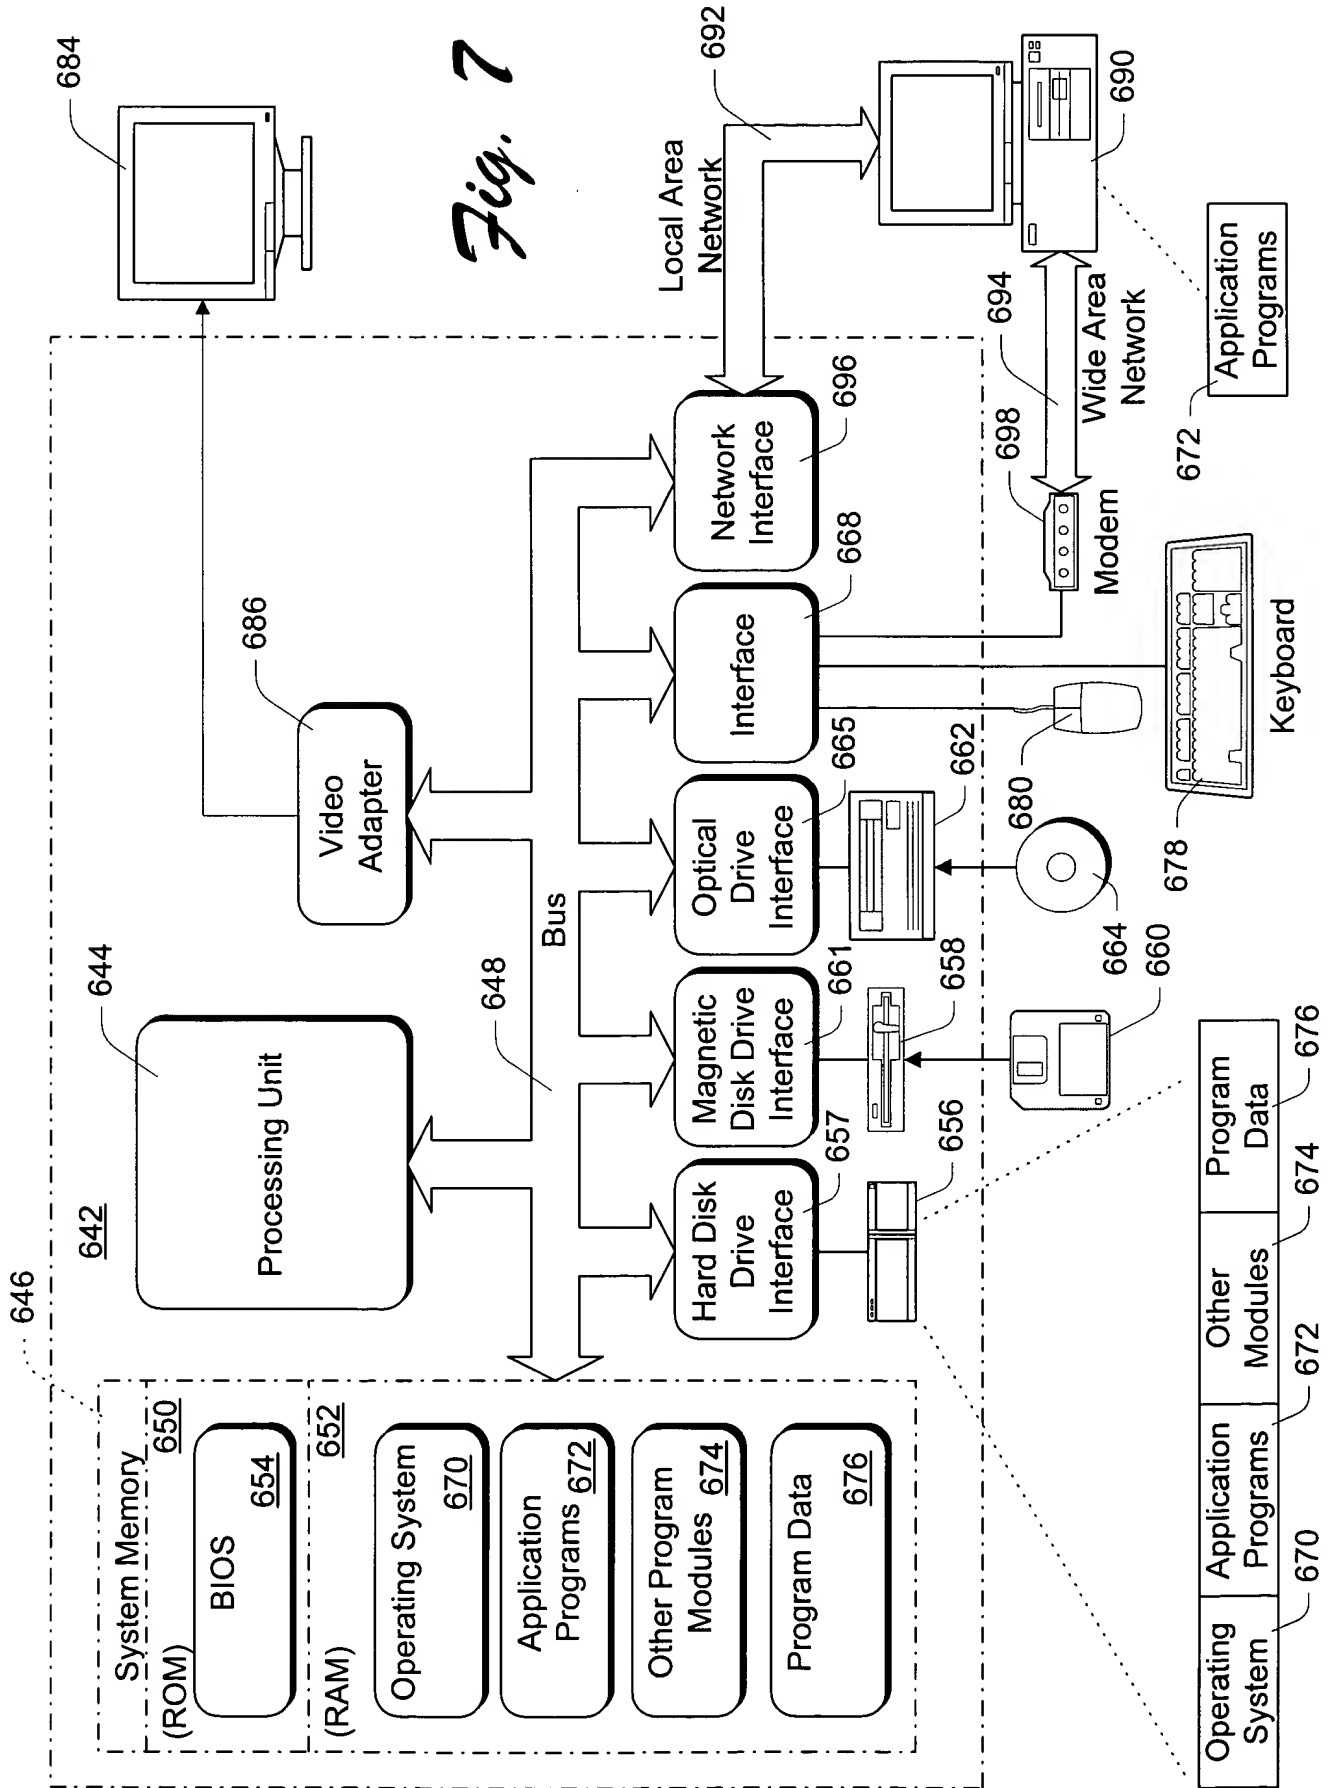 646
System Memory
(ROM) 650
BIOS
654
(RAM) 652
Operating System
670
Application
Programs 672
Other Program
Modules 674
Program Data
676
642
644
Processing Unit
648
Bus
686
Video
Adapter
684
Fig. 7
Hard Disk
Drive
Interface
657
Magnetic
Disk Drive
Interface
661
Optical
Drive
Interface
665
Interface
668
Network
Interface
696
Local Area
Network
692
656
658
662
660
664
680
678
Keyboard
Modem
698
694
Wide Area
Network
690
672
Application
Programs
Operating
System
Application
Programs
Other
Modules
Program
Data
670
672
674
676